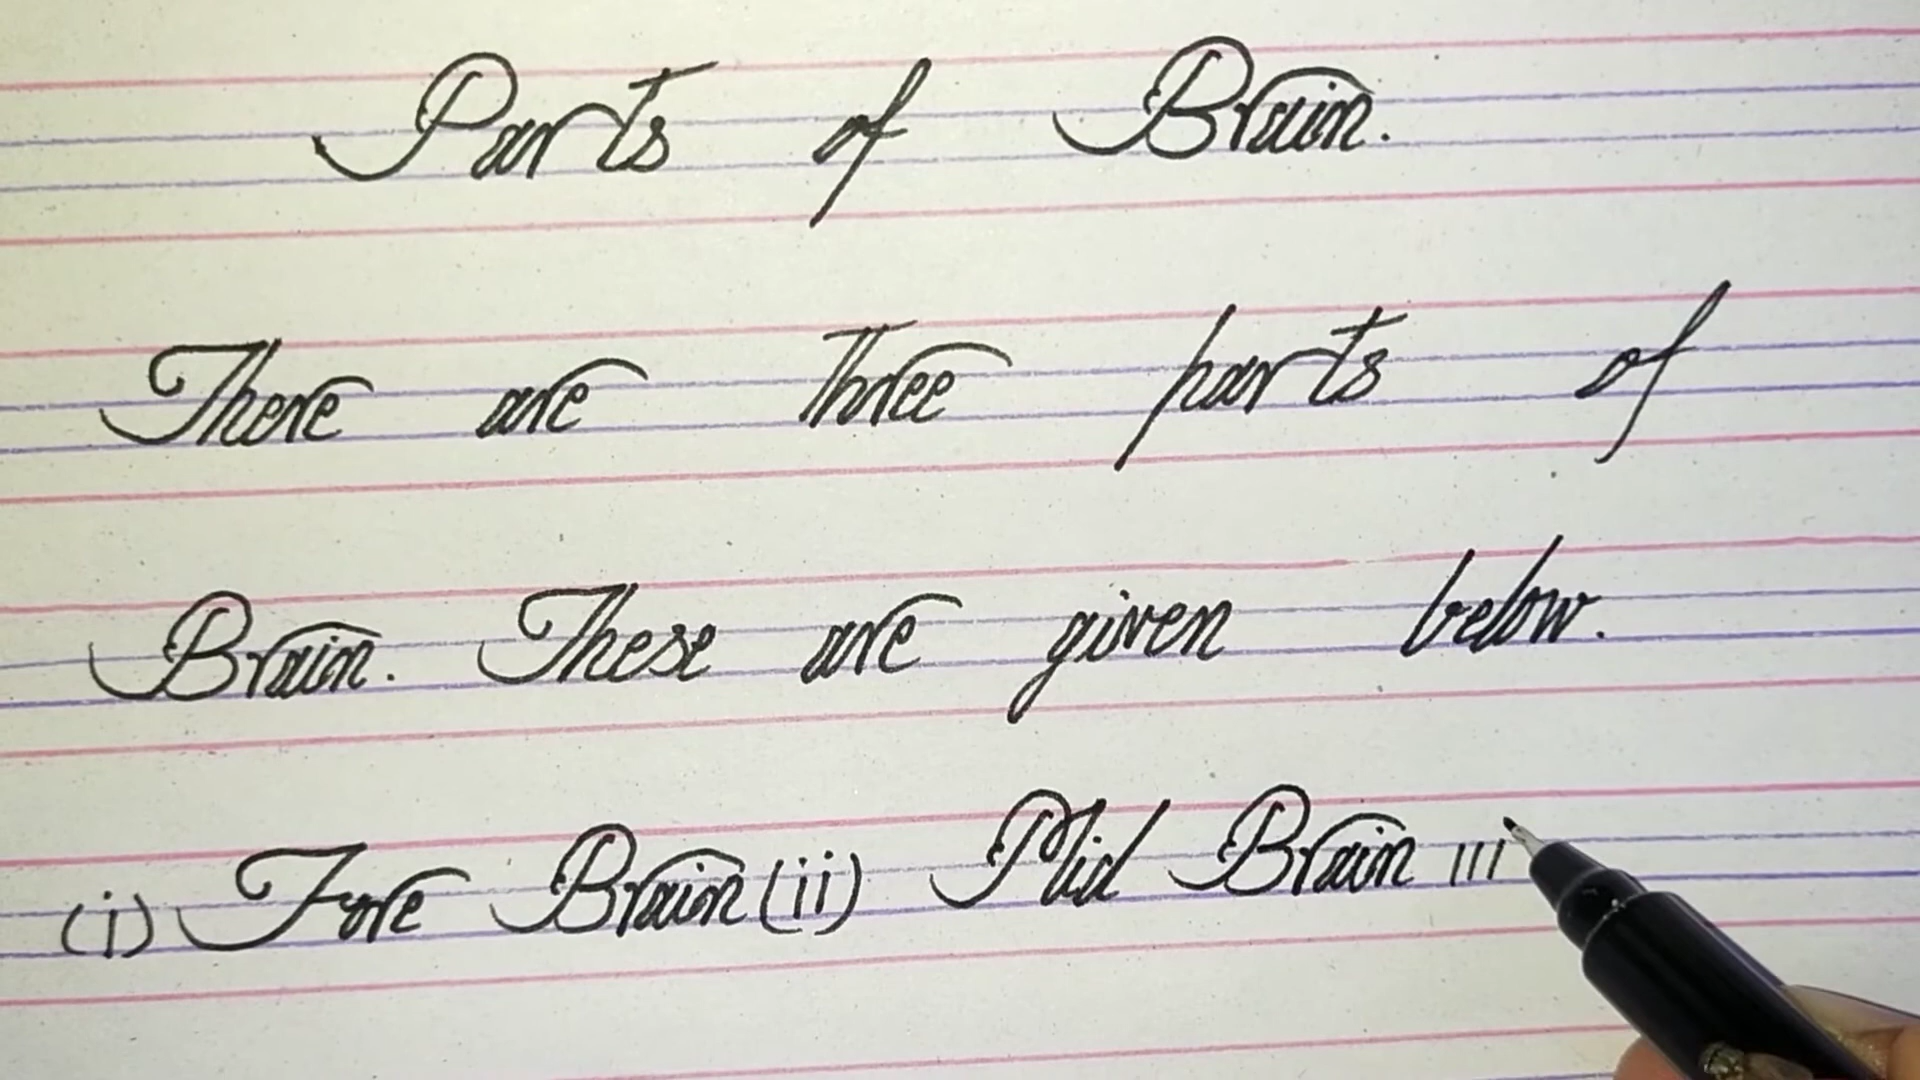 Parts of Brain.
There are three parts of
Brain. These are given below.
(i) Fore Brain (ii) Mid Brain iii